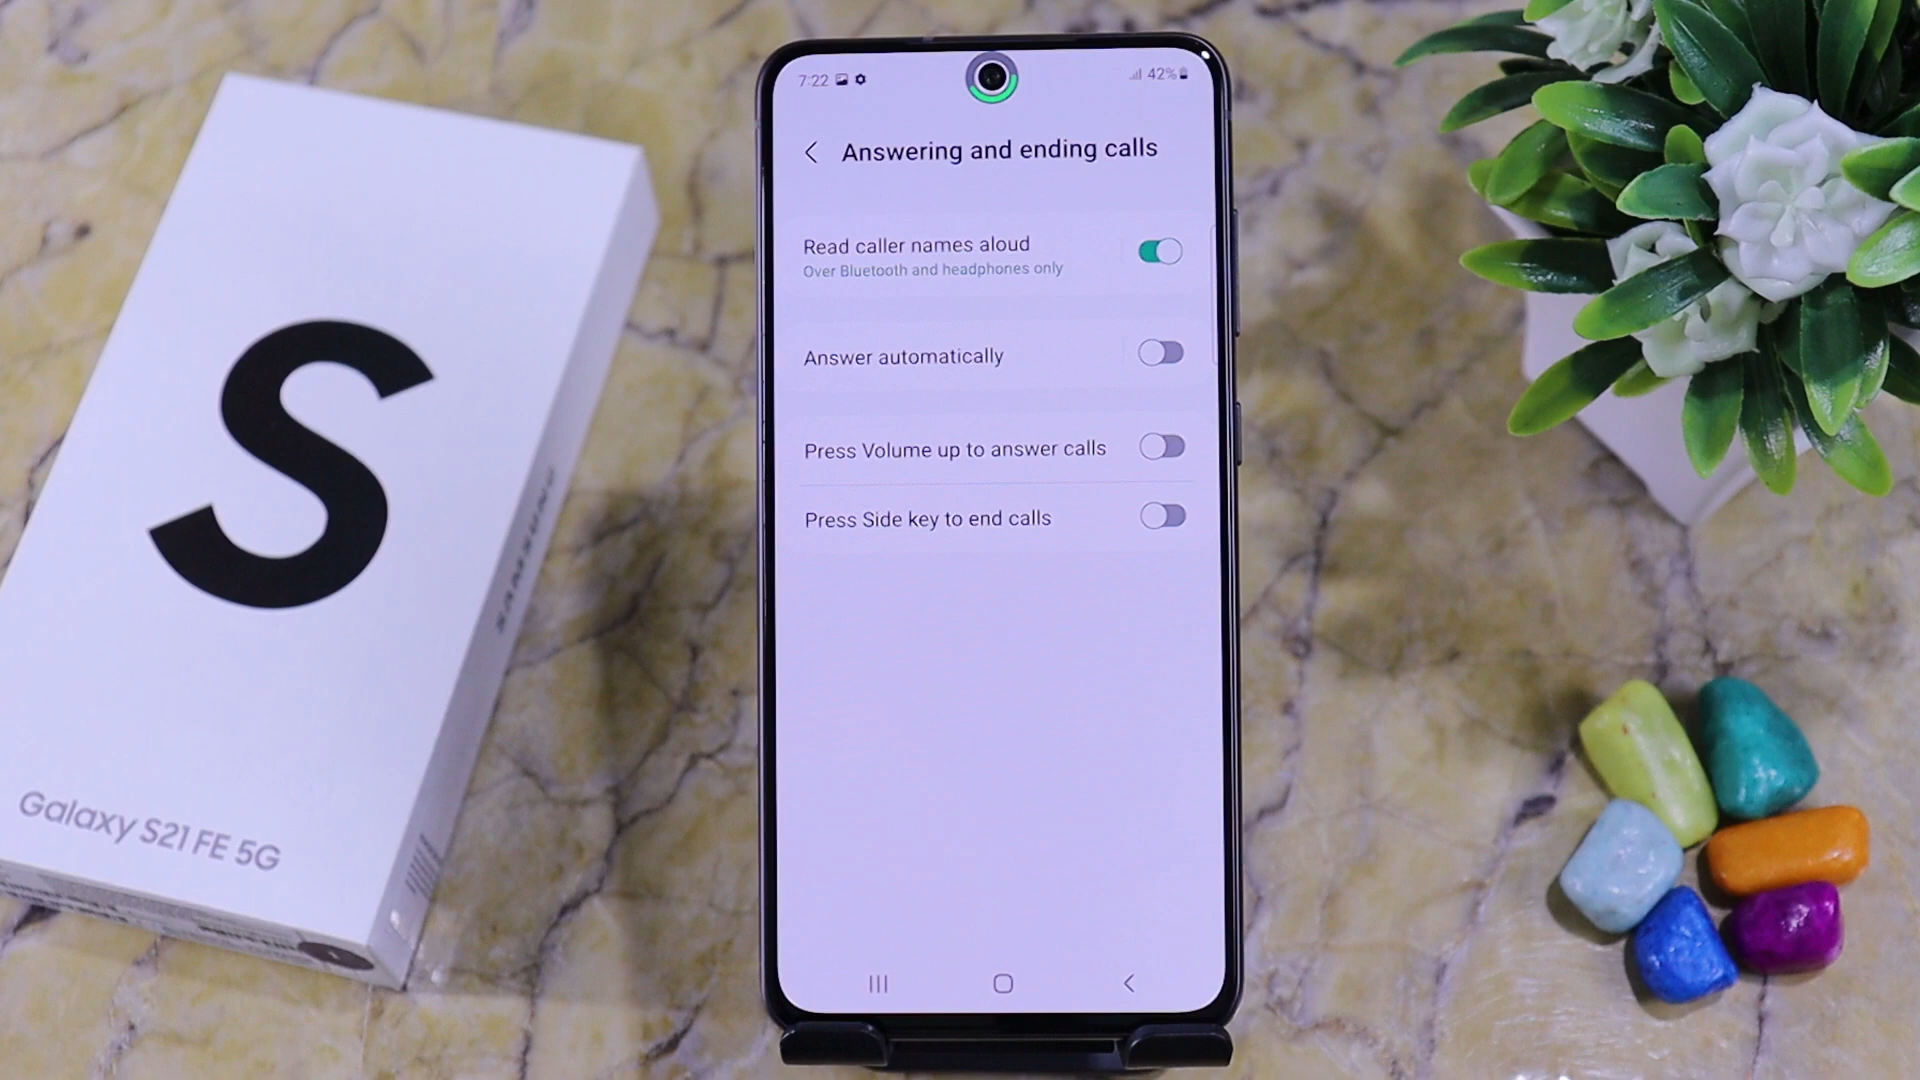 S
SAMSUNG
Galaxy S21 FE 5G
7:22
42%
Answering and ending calls
Read caller names aloud
Over Bluetooth and headphones only
Answer automatically
Press Volume up to answer calls
Press Side key to end calls